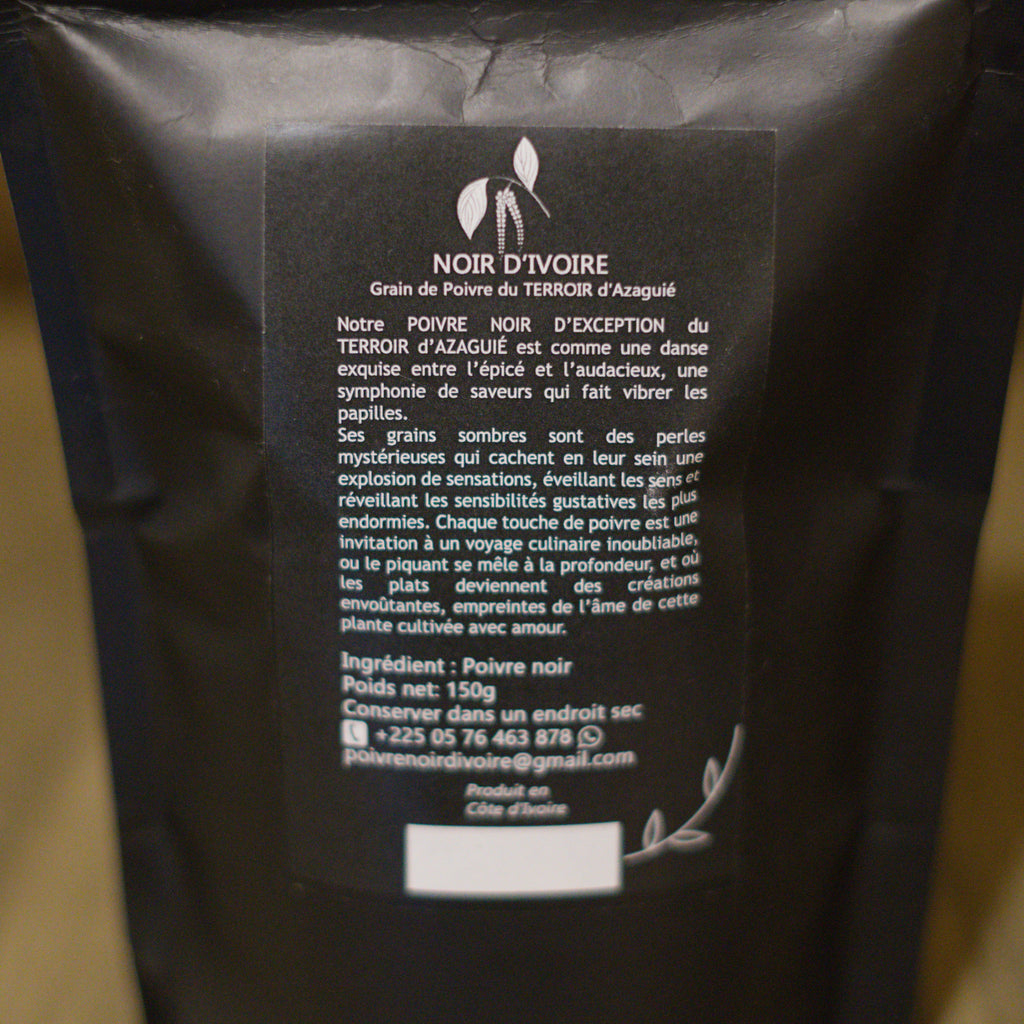 NOIR D'IVOIRE
Grain de Poivre du TERROIR d'Azaguié
Notre POIVRE NOIR D'EXCEPTION du
TERROIR d'AZAGUIÉ est comme une danse
exquise entre l'épicé et l'audacieux, une
symphonie de saveurs qui fait vibrer les
papilles.
Ses grains sombres sont des perles
mystérieuses qui cachent en leur sein une
explosion de sensations, éveillant les sens et
réveillant les sensibilités gustatives les plus
endormies. Chaque touche de poivre est une
invitation à un voyage culinaire inoubliable,
ou le piquant se mêle à la profondeur, et où
les plats deviennent des créations
envoûtantes, empreintes de l'âme de cette
plante cultivée avec amour.
Ingrédient : Poivre noir
Poids net: 150g
Conserver dans un endroit sec
+225 05 76 463 878
poivrenoirdivoire@gmail.com
Produit en
Côte d'Ivoire